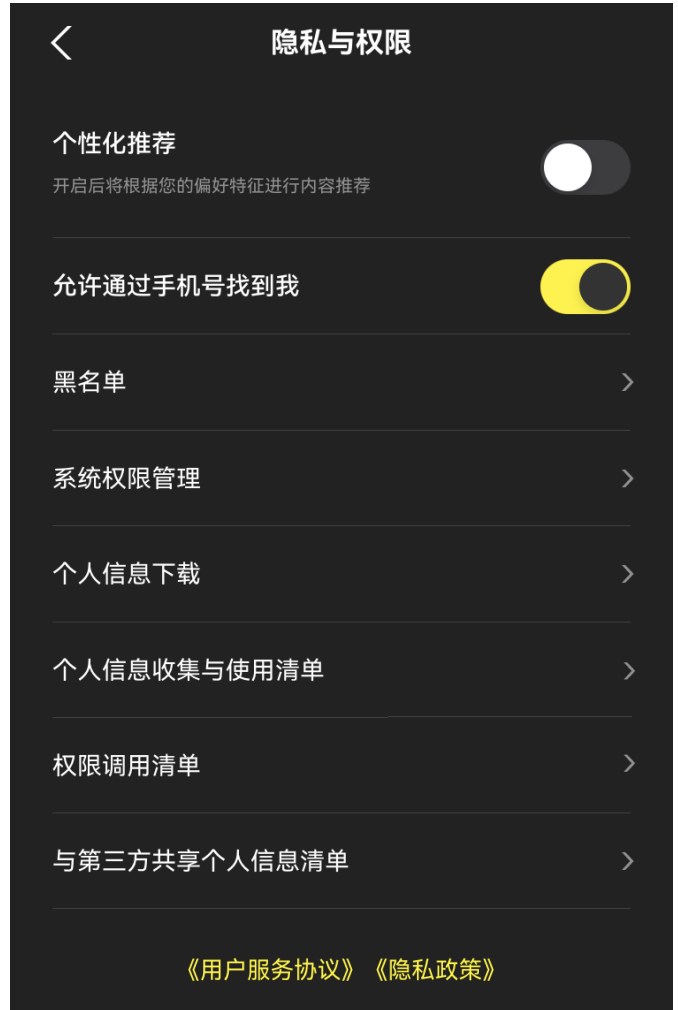 隐私与权限
个性化推荐
开启后将根据您的偏好特征进行内容推荐
允许通过手机号找到我
黑名单
系统权限管理
个人信息下载
个人信息收集与使用清单
权限调用清单
与第三方共享个人信息清单
《用户服务协议》《隐私政策》